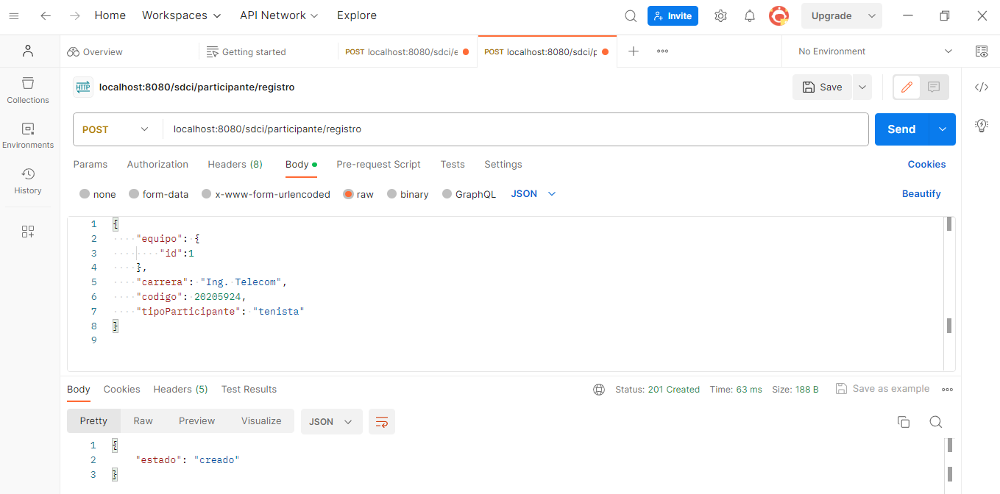 Home Workspaces API Network Explore Invite Upgrade
Overview Getting started POST localhost:8080/sdci/e POST localhost:8080/sdci/p No Environment
HTTP localhost:8080/sdci/participante/registro Save
Collections
POST localhost:8080/sdci/participante/registro Send
Environments
Params Authorization Headers (8) Body Pre-request Script Tests Settings Cookies
History
none form-data x-www-form-urlencoded raw binary GraphQL JSON Beautify
1 {
2 "equipo": {
3 "id":1
4 },
5 "carrera": "Ing. Telecom",
6 "codigo": 20205924,
7 "tipoParticipante": "tenista"
8 }
9
Body Cookies Headers (5) Test Results Status: 201 Created Time: 63 ms Size: 188 B Save as example
Pretty Raw Preview Visualize JSON
1 {
2 "estado": "creado"
3 }